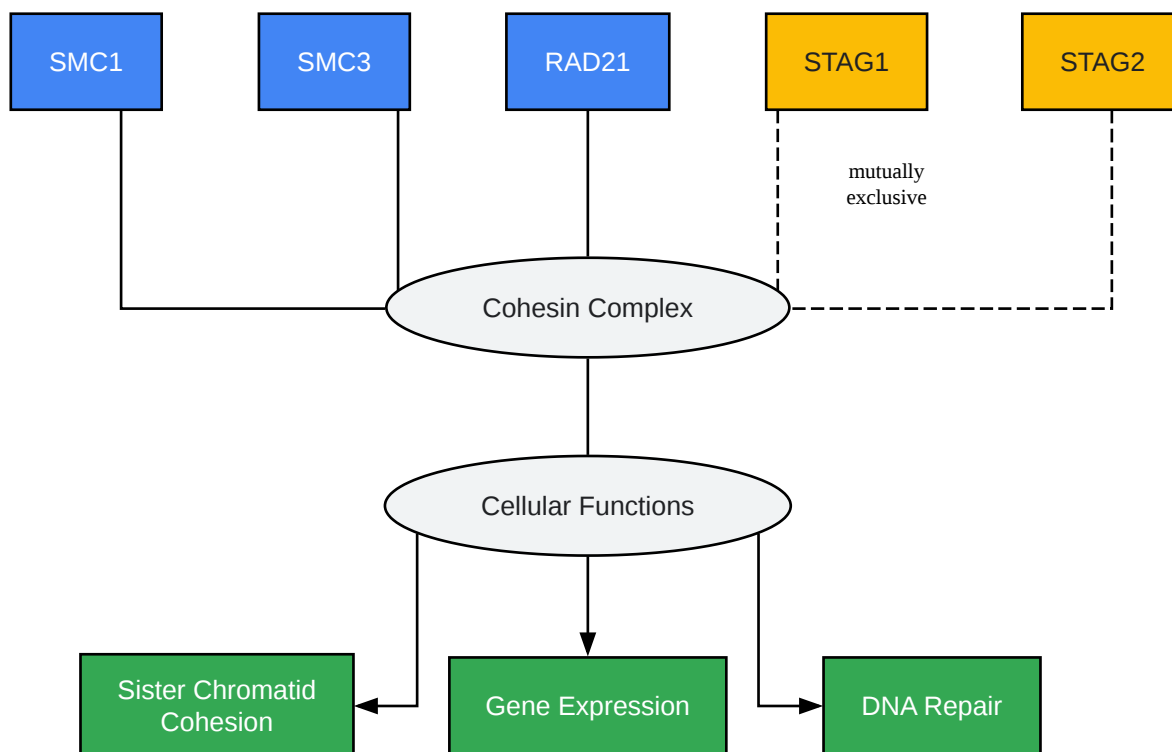 SMC1
SMC3
RAD21
STAG1
STAG2
mutually
exclusive
Cohesin Complex
Cellular Functions
Sister Chromatid
Cohesion
Gene Expression
DNA Repair